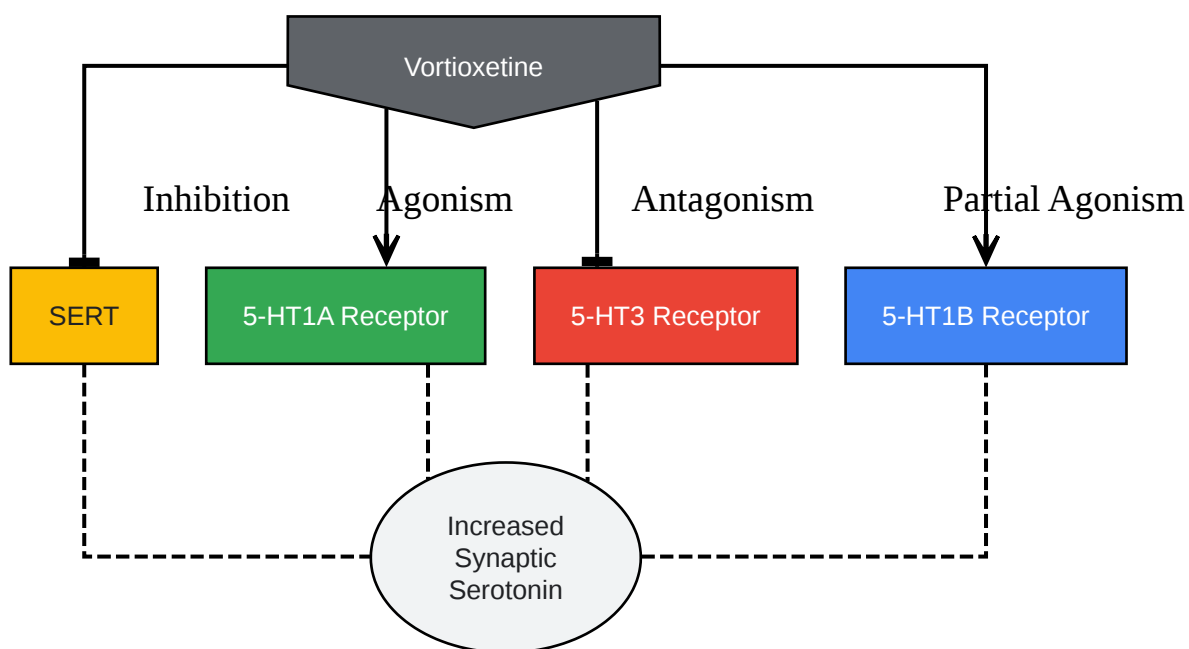 Vortioxetine
Inhibition
Agonism
Antagonism
Partial Agonism
SERT
5-HT1A Receptor
5-HT3 Receptor
5-HT1B Receptor
Increased
Synaptic
Serotonin